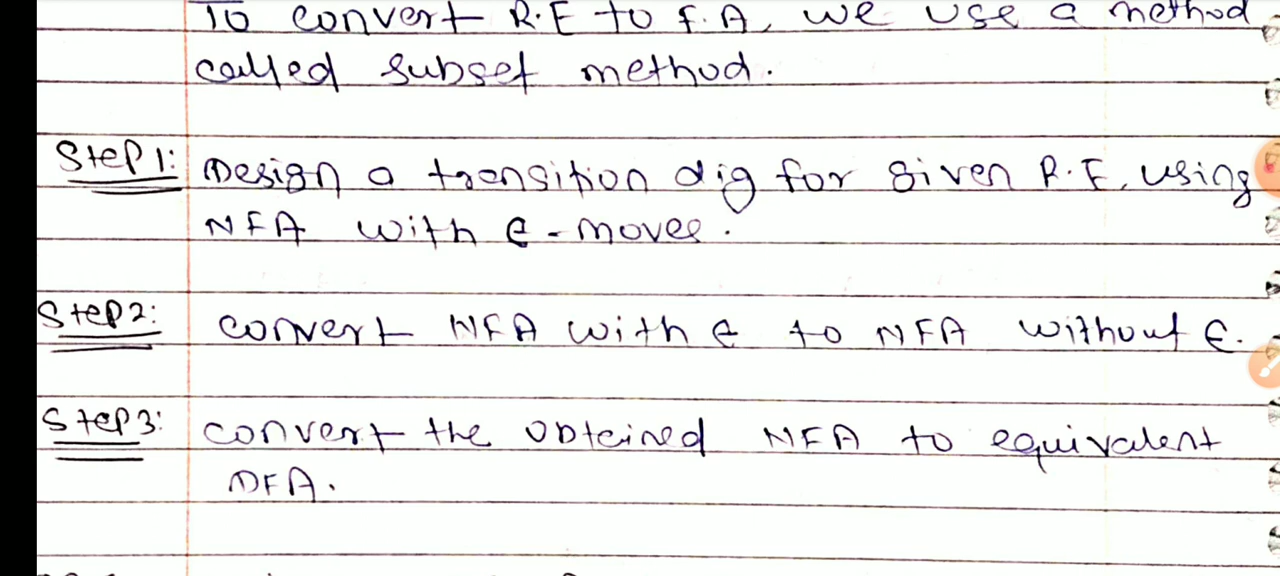 To convert R.E to F.A, we use a method
called subset method.
Step 1: Design a transition dig for given R.E, using
NFA with ε-moves.
Step 2: convert NFA with ε to NFA without ε.
Step 3: convert the obtained NFA to equivalent
DFA.